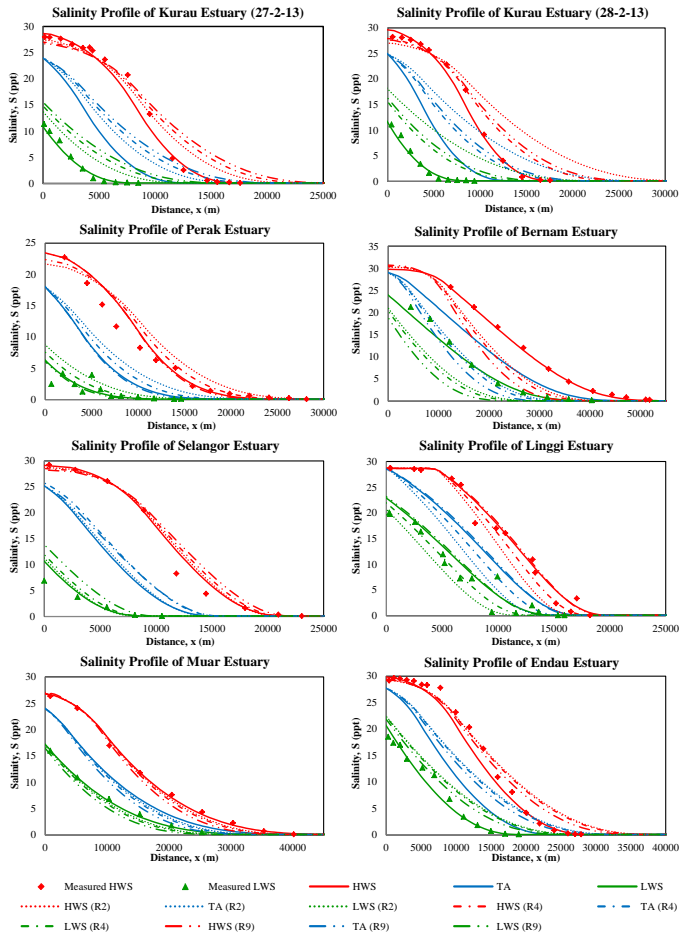 Salinity Profile of Kurau Estuary (27-2-13)
Salinity, S (ppt)
30
25
20
15
10
5
0
0 5000 10000 15000 20000 25000
Distance, x (m)
Salinity Profile of Kurau Estuary (28-2-13)
Salinity, S (ppt)
30
25
20
15
10
5
0
0 5000 10000 15000 20000 25000 30000
Distance, x (m)
Salinity Profile of Perak Estuary
Salinity, S (ppt)
25
20
15
10
5
0
0 5000 10000 15000 20000 25000 30000
Distance, x (m)
Salinity Profile of Bernam Estuary
Salinity, S (ppt)
35
30
25
20
15
10
5
0
0 10000 20000 30000 40000 50000
Distance, x (m)
Salinity Profile of Selangor Estuary
Salinity, S (ppt)
30
25
20
15
10
5
0
0 5000 10000 15000 20000 25000
Distance, x (m)
Salinity Profile of Linggi Estuary
Salinity, S (ppt)
30
25
20
15
10
5
0
0 5000 10000 15000 20000 25000
Distance, x (m)
Salinity Profile of Muar Estuary
Salinity, S (ppt)
30
25
20
15
10
5
0
0 10000 20000 30000 40000
Distance, x (m)
Salinity Profile of Endau Estuary
Salinity, S (ppt)
30
25
20
15
10
5
0
0 5000 10000 15000 20000 25000 30000 35000 40000
Distance, x (m)
Measured HWS Measured LWS HWS TA LWS
HWS (R2) TA (R2) LWS (R2) HWS (R4) TA (R4)
LWS (R4) HWS (R9) TA (R9) LWS (R9)